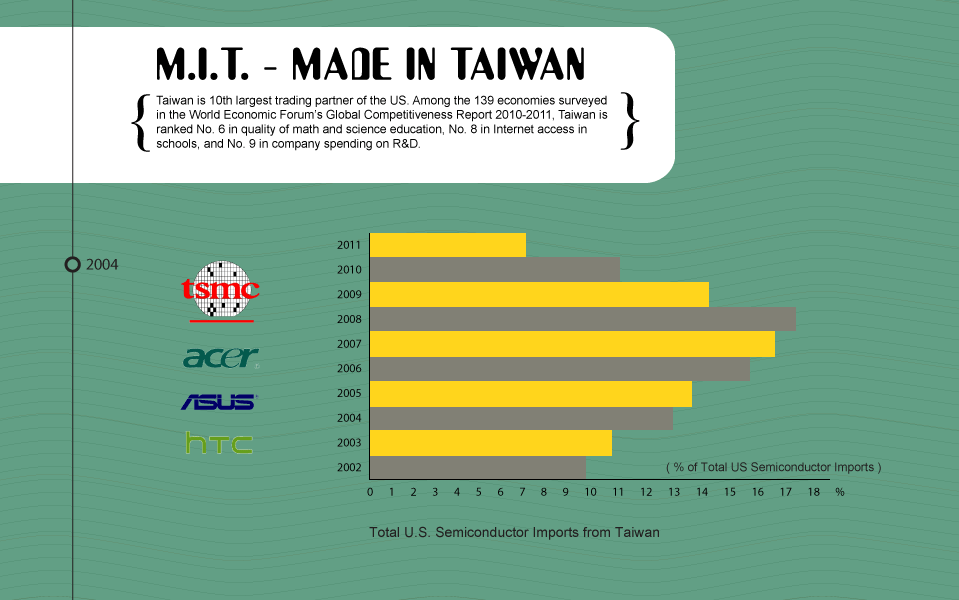 M.I.T. - MADE IN TAIWAN
{ Taiwan is 10th largest trading partner of the US. Among the 139 economies surveyed
in the World Economic Forum's Global Competitiveness Report 2010-2011, Taiwan is
ranked No. 6 in quality of math and science education, No. 8 in Internet access in
schools, and No. 9 in company spending on R&D. }
2004
tsmc
acer
ASUS
hTC
2011
2010
2009
2008
2007
2006
2005
2004
2003
2002
( % of Total US Semiconductor Imports )
0 1 2 3 4 5 6 7 8 9 10 11 12 13 14 15 16 17 18 %
Total U.S. Semiconductor Imports from Taiwan